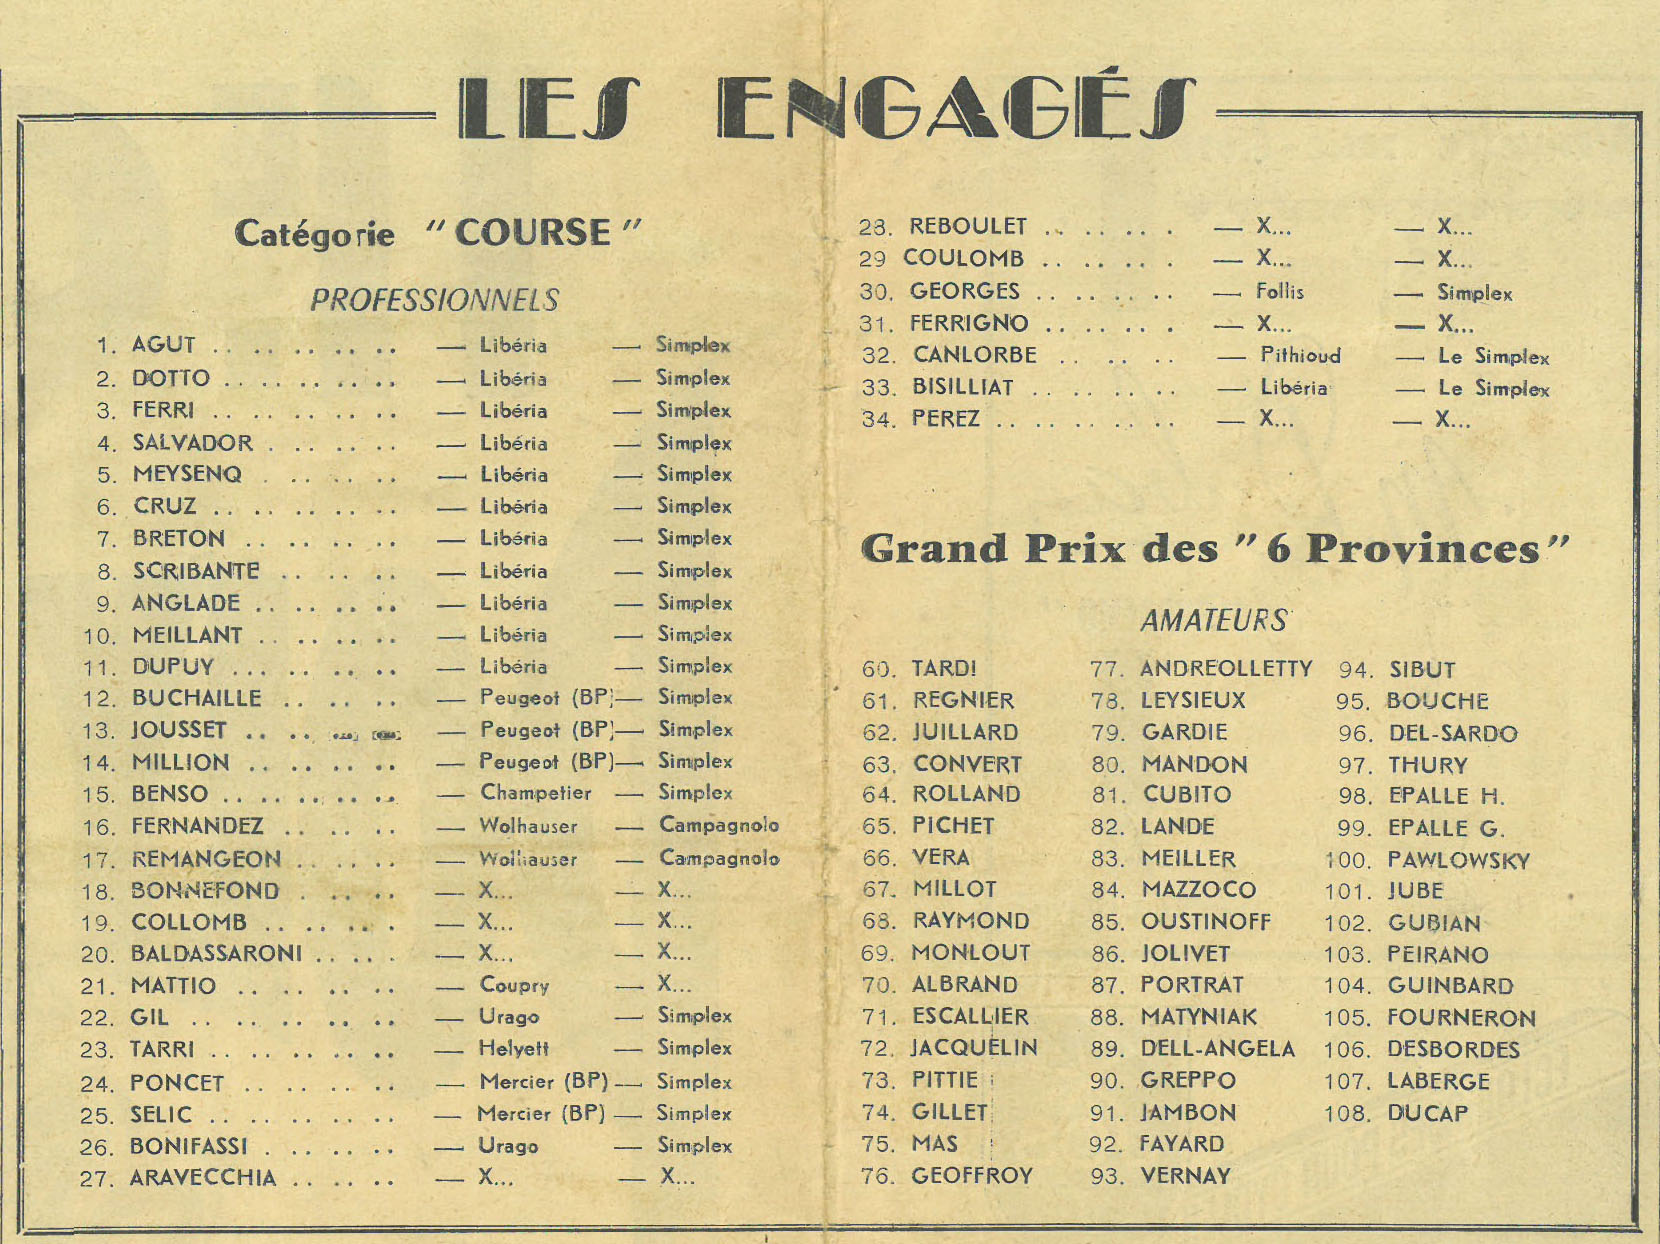 LES ENGAGÉS
Catégorie " COURSE "
PROFESSIONNELS
1. AGUT .. .. .. .. .. — Libéria — Simplex
2. DOTTO .. .. .. .. .. — Libéria — Simplex
3. FERRI .. .. .. .. .. — Libéria — Simplex
4. SALVADOR . .. .. .. — Libéria — Simplex
5. MEYSENQ . .. .. .. — Libéria — Simplex
6. CRUZ .. .. .. .. .. — Libéria — Simplex
7. BRETON .. .. .. .. — Libéria — Simplex
8. SCRIBANTE .. .. .. — Libéria — Simplex
9. ANGLADE .. .. .. .. — Libéria — Simplex
10. MEILLANT .. .. .. .. — Libéria — Simplex
11. DUPUY ... .. .. .. — Libéria — Simplex
12. BUCHAILLE .. .. .. — Peugeot (BP) — Simplex
13. JOUSSET .. .. .. .. — Peugeot (BP) — Simplex
14. MILLION .. .. .. .. — Peugeot (BP) — Simplex
15. BENSO .. .. .. .. .. — Champetier — Simplex
16. FERNANDEZ .. .. .. — Wolhauser — Campagnolo
17. REMANGEON .. .. .. — Wolhauser — Campagnolo
18. BONNEFOND . .. .. — X... — X...
19. COLLOMB .. .. .. . — X... — X...
20. BALDASSARONI .. .. . — X... — X...
21. MATTIO .. .. .. .. — Coupry — X...
22. GIL .. .. .. .. .. — Urago — Simplex
23. TARRI .. .. .. .. .. — Helyett — Simplex
24. PONCET .. .. .. .. — Mercier (BP) — Simplex
25. SELIC .. .. .. .. .. — Mercier (BP) — Simplex
26. BONIFASSI . .. .. .. — Urago — Simplex
27. ARAVECCHIA .. .. .. — X... — X...
28. REBOULET .. .. .. . — X... — X...
29 COULOMB .. .. .. . — X... — X...
30. GEORGES .. .. .. .. — Follis — Simplex
31. FERRIGNO .. .. .. . — X... — X...
32. CANLORBE .. .. .. — Pithioud — Le Simplex
33. BISILLIAT .. .. .. .. — Libéria — Le Simplex
34. PEREZ .. .. .. .. .. — X... — X...
Grand Prix des " 6 Provinces "
AMATEURS
60. TARDI 77. ANDREOLLETTY 94. SIBUT
61. REGNIER 78. LEYSIEUX 95. BOUCHE
62. JUILLARD 79. GARDIE 96. DEL-SARDO
63. CONVERT 80. MANDON 97. THURY
64. ROLLAND 81. CUBITO 98. EPALLE H.
65. PICHET 82. LANDE 99. EPALLE G.
66. VERA 83. MEILLER 100. PAWLOWSKY
67. MILLOT 84. MAZZOCO 101. JUBE
68. RAYMOND 85. OUSTINOFF 102. GUBIAN
69. MONLOUT 86. JOLIVET 103. PEIRANO
70. ALBRAND 87. PORTRAT 104. GUINBARD
71. ESCALLIER 88. MATYNIAK 105. FOURNERON
72. JACQUELIN 89. DELL-ANGELA 106. DESBORDES
73. PITTIE 90. GREPPO 107. LABERGE
74. GILLET 91. JAMBON 108. DUCAP
75. MAS 92. FAYARD
76. GEOFFROY 93. VERNAY